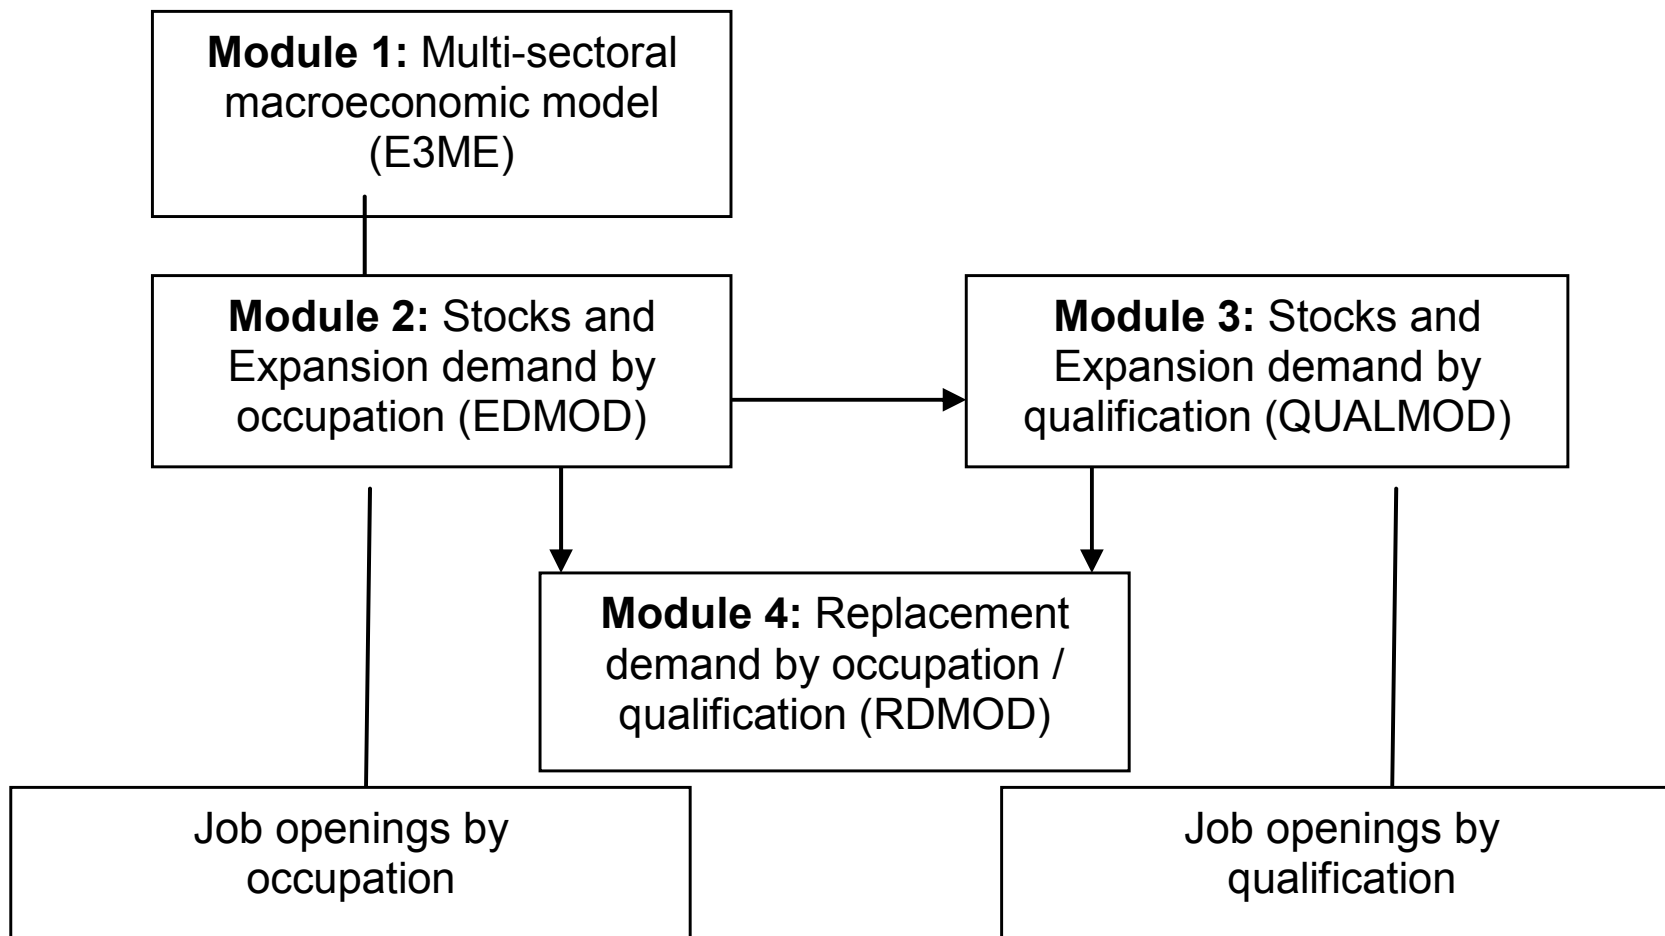 Module 1: Multi-sectoral
macroeconomic model
(E3ME)
Module 2: Stocks and
Expansion demand by
occupation (EDMOD)
Module 3: Stocks and
Expansion demand by
qualification (QUALMOD)
Module 4: Replacement
demand by occupation /
qualification (RDMOD)
Job openings by
occupation
Job openings by
qualification